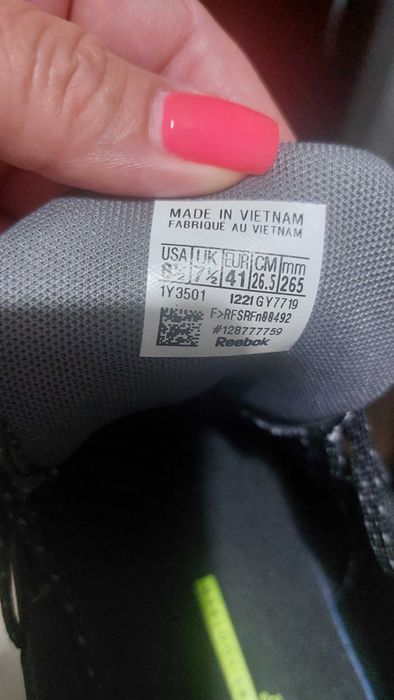 MADE IN VIETNAM
FABRIQUÉ AU VIETNAM
USA UK EUR CM mm
8½ 7½ 41 26.5 265
1Y3501 I221 GY7719
F>RFSRFn00492
#128777759
Reebok